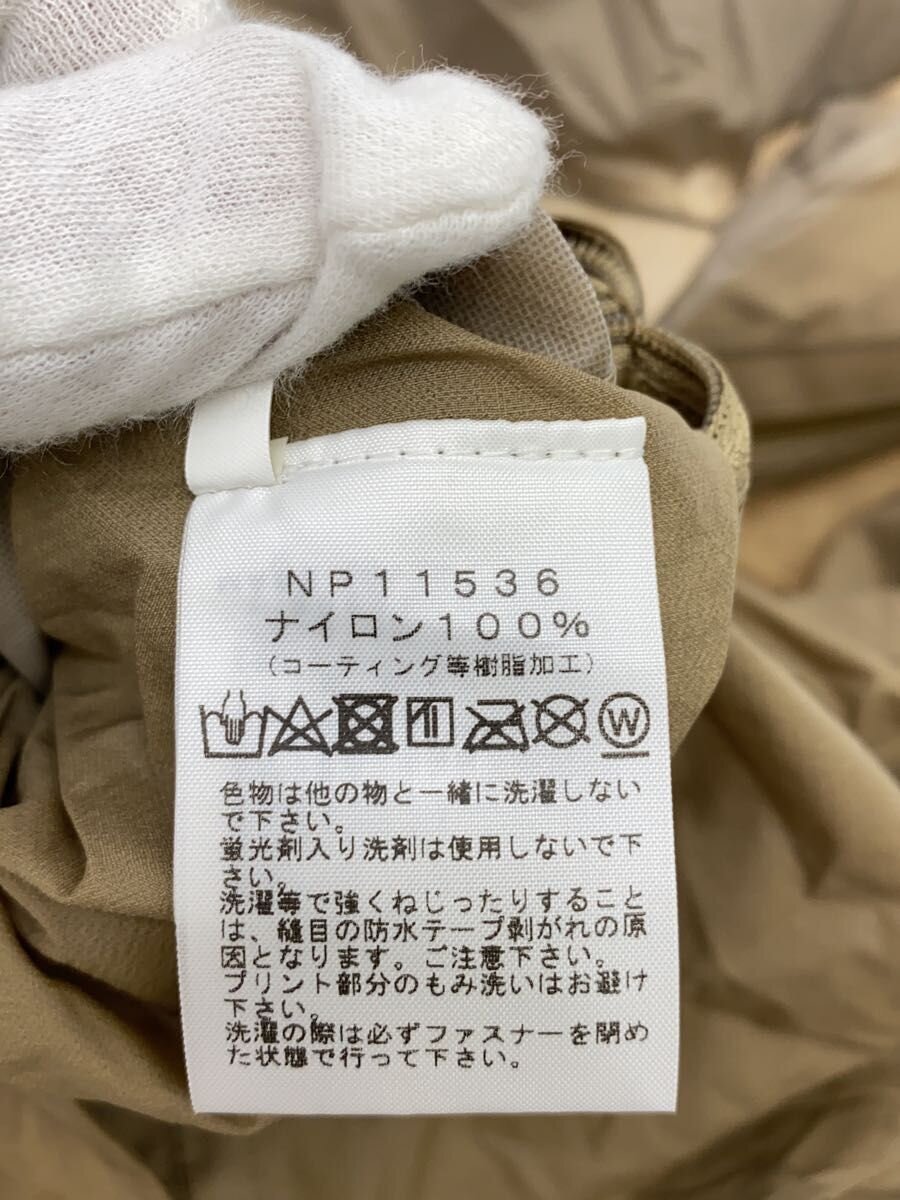 NP11536
ナイロン100%
(コーティング等樹脂加工)
W
色物は他の物と一緒に洗濯しない
で下さい。
蛍光剤入り洗剤は使用しないで下
さい。
洗濯等で強くねじったりすること
は、縫目の防水テープ剥がれの原
因となります。ご注意下さい。
プリント部分のもみ洗いはお避け
下さい。
洗濯の際は必ずファスナーを閉め
た状態で行って下さい。